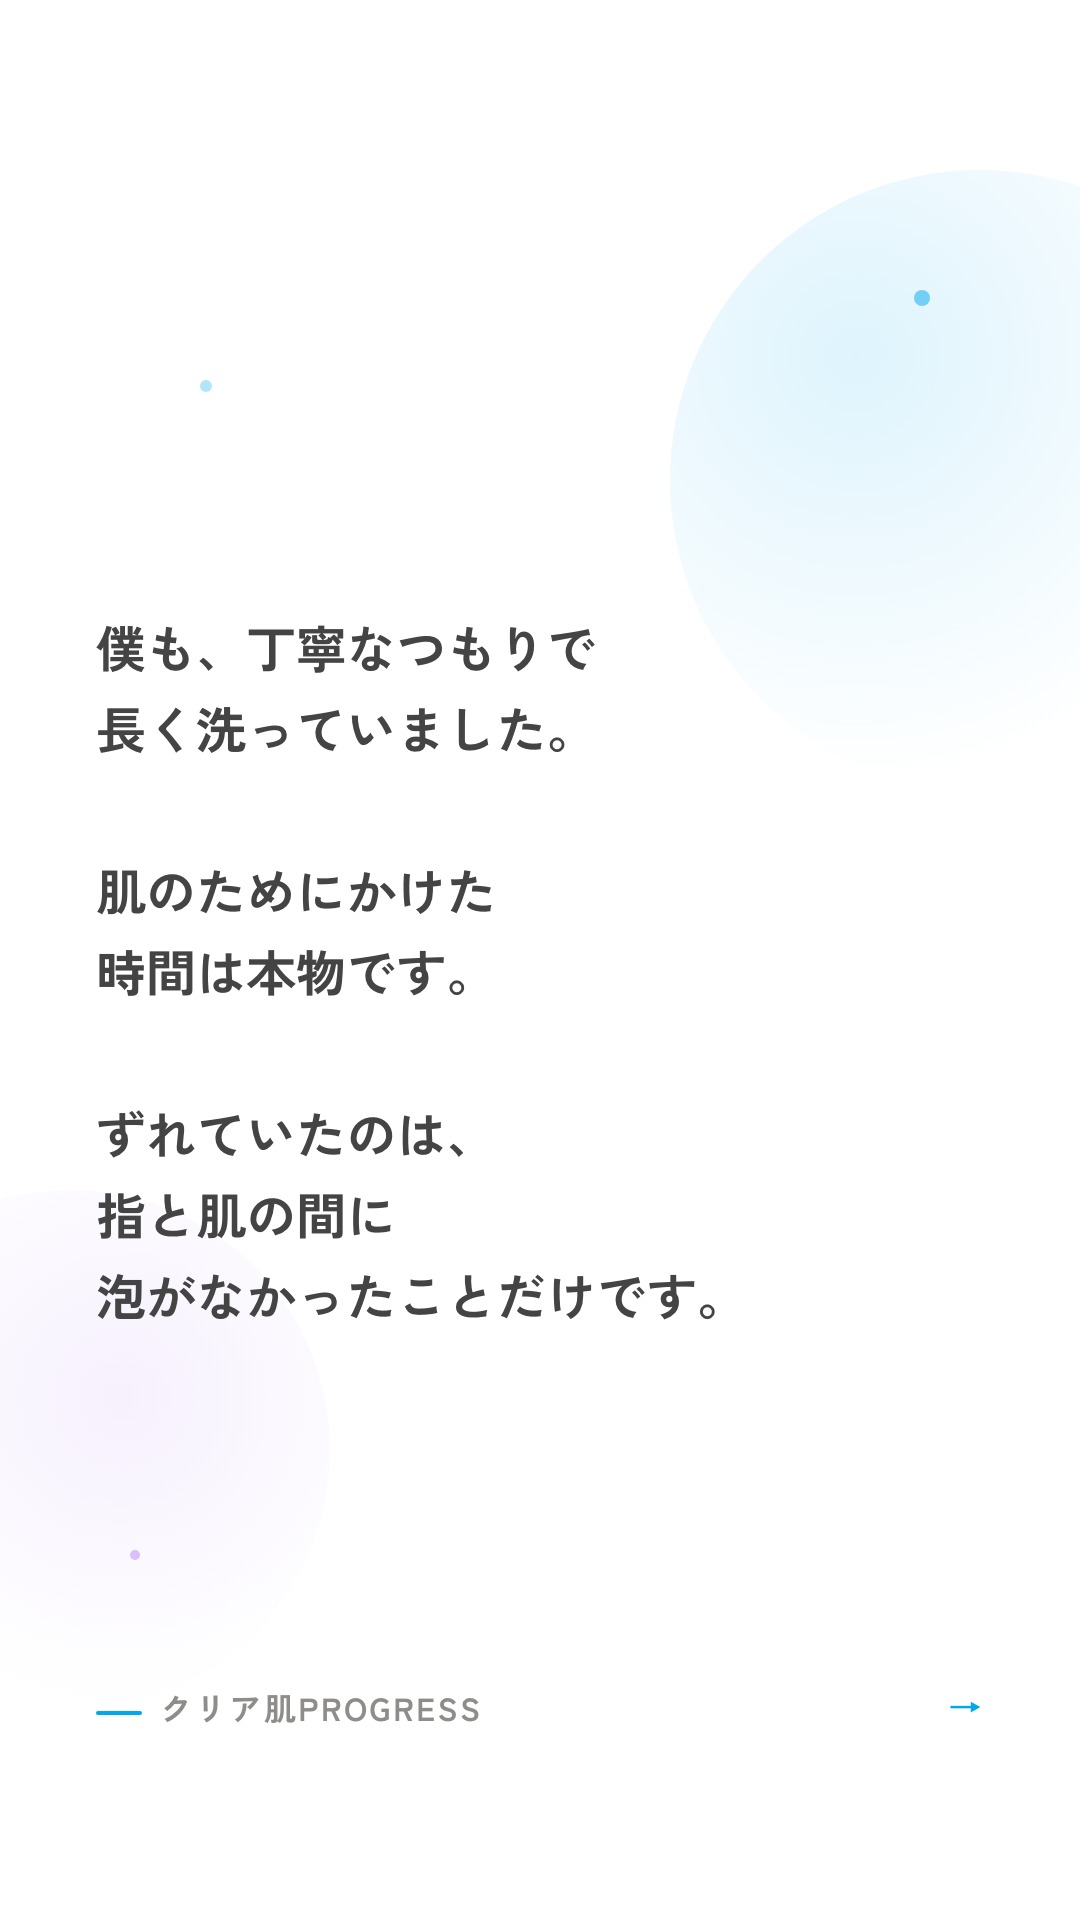 僕も、丁寧なつもりで
長く洗っていました。
肌のためにかけた
時間は本物です。
ずれていたのは、
指と肌の間に
泡がなかったことだけです。
クリア肌PROGRESS
→